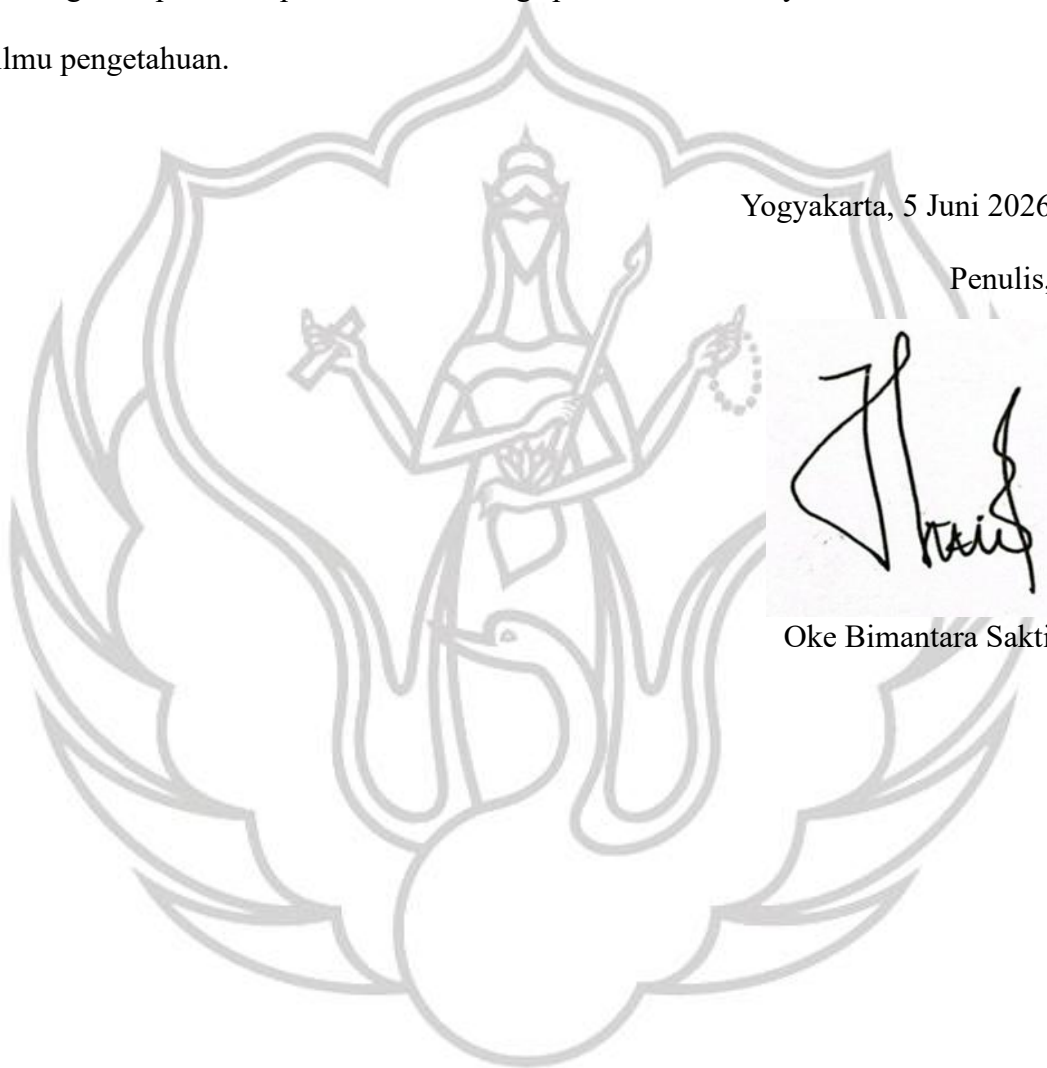 ilmu pengetahuan.
Yogyakarta, 5 Juni 2026
Penulis,
Oke Bimantara Sakti